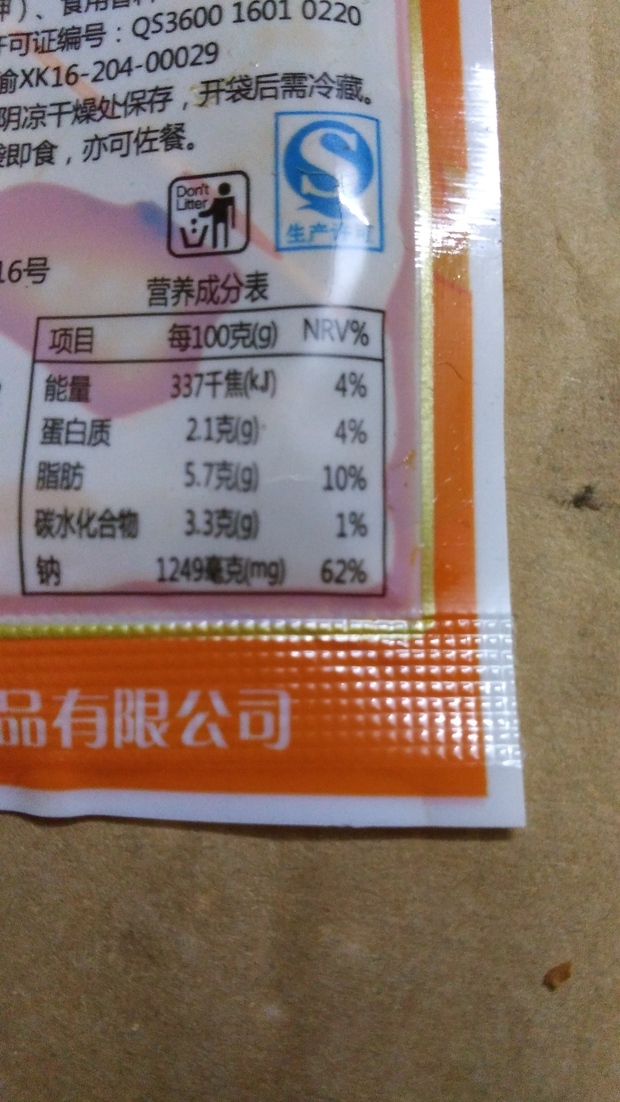 ）、食用香料
许可证编号：QS3600 1601 0220
渝XK16-204-00029
阴凉干燥处保存，开袋后需冷藏。
袋即食，亦可佐餐。
Don't
Litter
生产许可
16号
营养成分表
项目 每100克(g) NRV%
能量 337千焦(kJ) 4%
蛋白质 2.1克(g) 4%
脂肪 5.7克(g) 10%
碳水化合物 3.3克(g) 1%
钠 1249毫克(mg) 62%
品有限公司